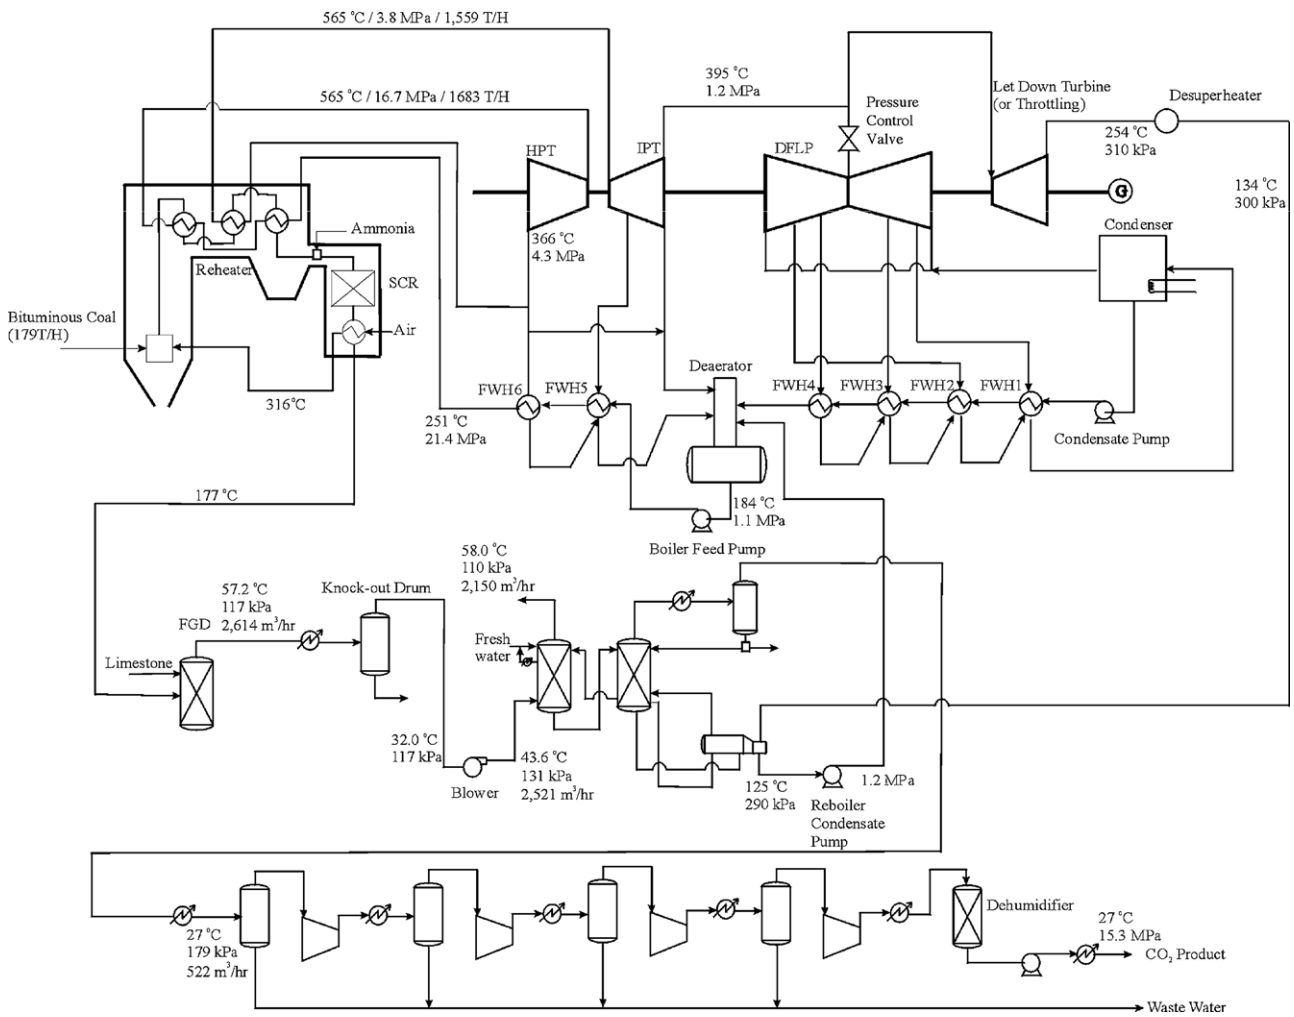 565 °C / 3.8 MPa / 1,559 T/H
565 °C / 16.7 MPa / 1683 T/H
395 °C
1.2 MPa
Pressure
Control
Valve
Let Down Turbine
(or Throttling)
Desuperheater
254 °C
310 kPa
134 °C
300 kPa
HPT
IPT
DFLP
G
Condenser
366 °C
4.3 MPa
Ammonia
Reheater
SCR
Air
Bituminous Coal
(179T/H)
316°C
Deaerator
FWH6
FWH5
FWH4
FWH3
FWH2
FWH1
251 °C
21.4 MPa
Condensate Pump
177 °C
184 °C
1.1 MPa
Boiler Feed Pump
58.0 °C
110 kPa
2,150 m³/hr
57.2 °C
117 kPa
2,614 m³/hr
Knock-out Drum
FGD
Limestone
Fresh
water
32.0 °C
117 kPa
Blower
43.6 °C
131 kPa
2,521 m³/hr
125 °C
290 kPa
1.2 MPa
Reboiler
Condensate
Pump
27 °C
179 kPa
522 m³/hr
Dehumidifier
27 °C
15.3 MPa
CO₂ Product
Waste Water